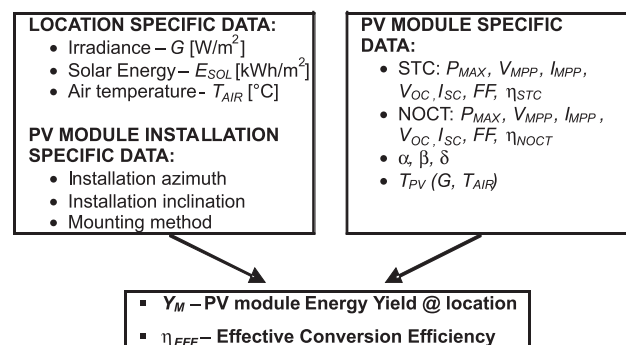 LOCATION SPECIFIC DATA:
• Irradiance – G [W/m²]
• Solar Energy – E_SOL [kWh/m²]
• Air temperature - T_AIR [°C]
PV MODULE INSTALLATION
SPECIFIC DATA:
• Installation azimuth
• Installation inclination
• Mounting method
PV MODULE SPECIFIC
DATA:
• STC: P_MAX, V_MPP, I_MPP,
V_OC, I_SC, FF, η_STC
• NOCT: P_MAX, V_MPP, I_MPP,
V_OC, I_SC, FF, η_NOCT
• α, β, δ
• T_PV (G, T_AIR)
▪ Y_M – PV module Energy Yield @ location
▪ η_EFF – Effective Conversion Efficiency